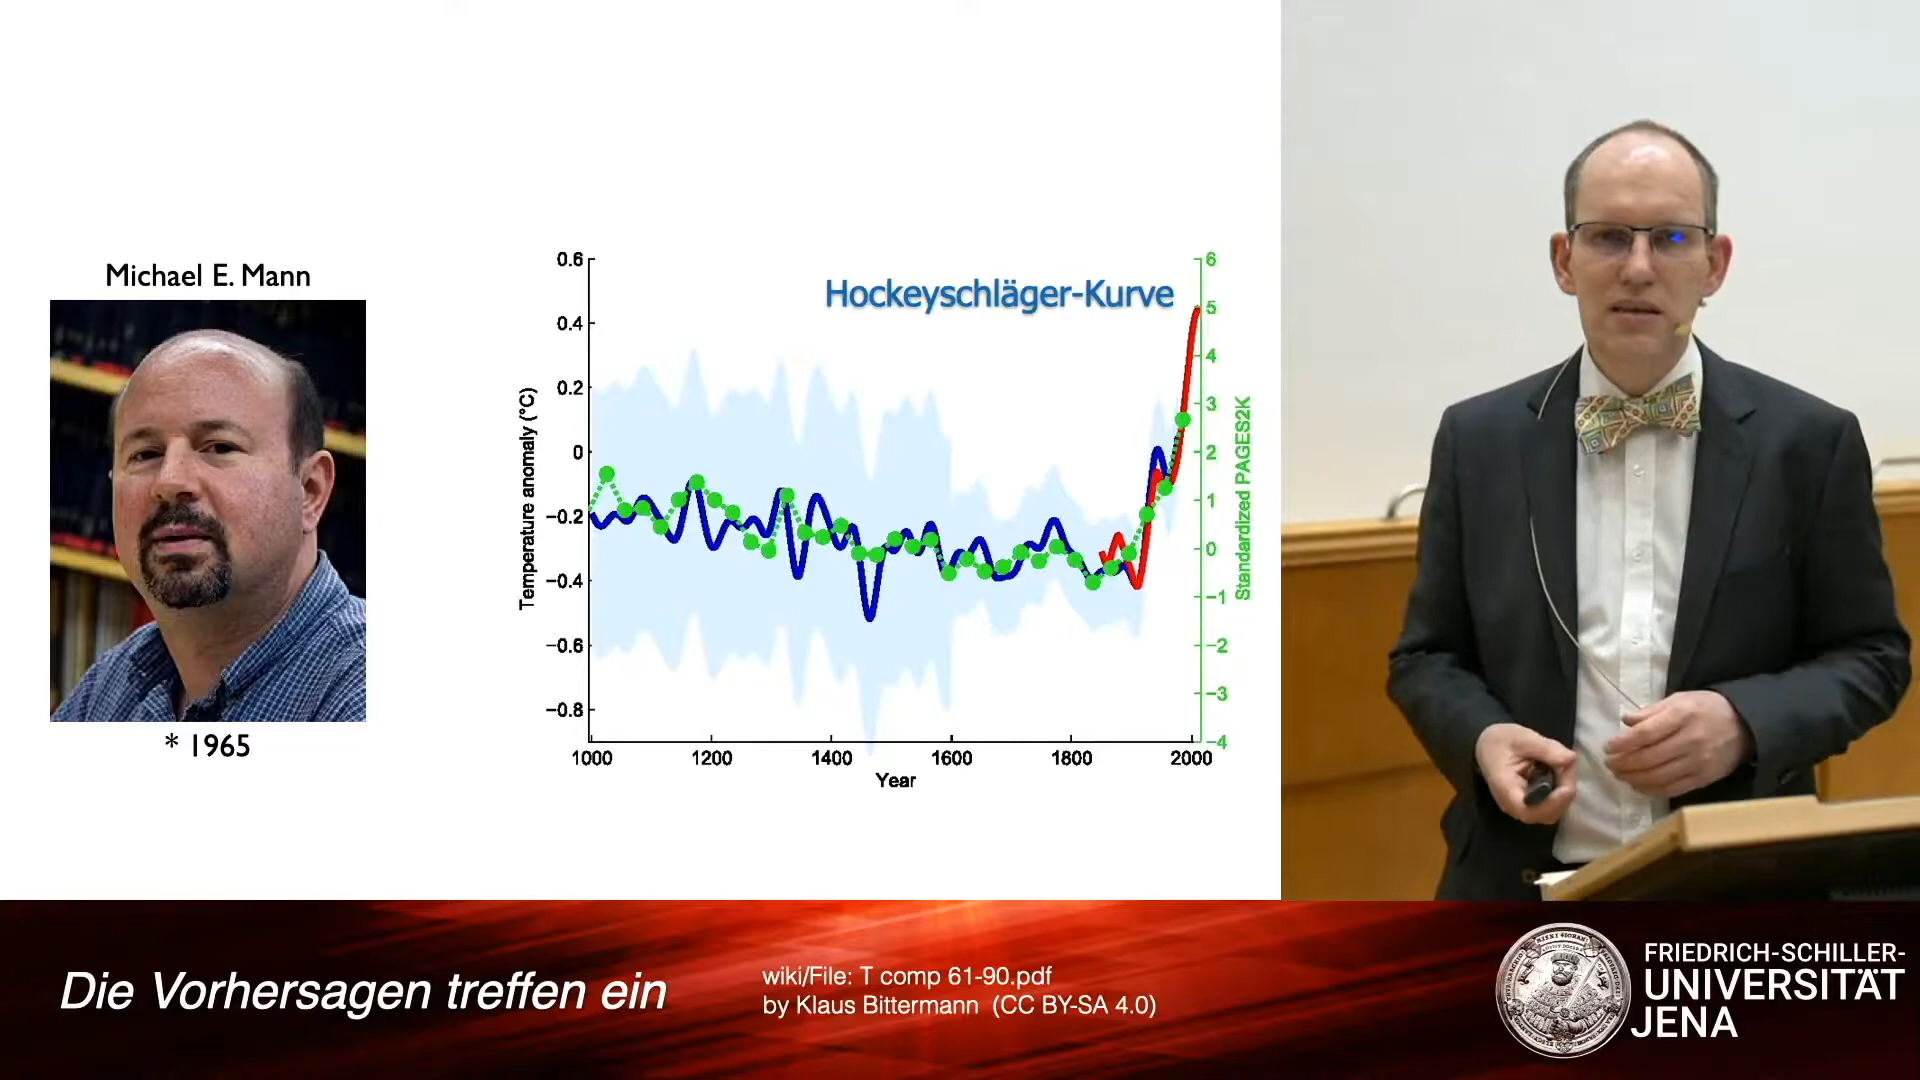 Michael E. Mann
* 1965
Hockeyschläger-Kurve
Temperature anomaly (°C)
0.6
0.4
0.2
0
−0.2
−0.4
−0.6
−0.8
1000 1200 1400 1600 1800 2000
Year
6
5
4
3
2
1
0
−1
−2
−3
−4
Standardized PAGES2K
Die Vorhersagen treffen ein
wiki/File: T comp 61-90.pdf
by Klaus Bittermann (CC BY-SA 4.0)
FRIEDRICH-SCHILLER-
UNIVERSITÄT
JENA